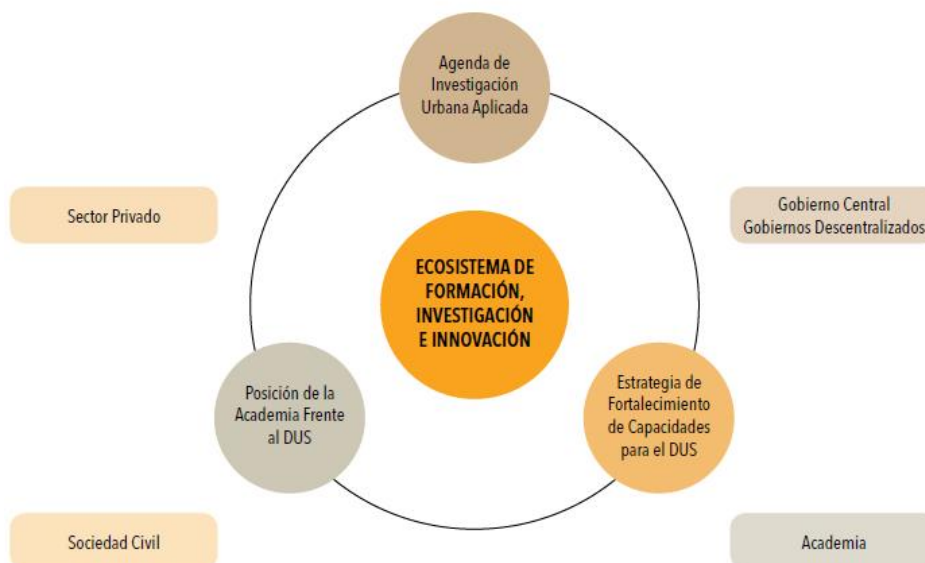 Agenda de
Investigación
Urbana Aplicada
Sector Privado
Gobierno Central
Gobiernos Descentralizados
ECOSISTEMA DE
FORMACIÓN,
INVESTIGACIÓN
E INNOVACIÓN
Posición de la
Academia Frente
al DUS
Estrategia de
Fortalecimiento
de Capacidades
para el DUS
Sociedad Civil
Academia